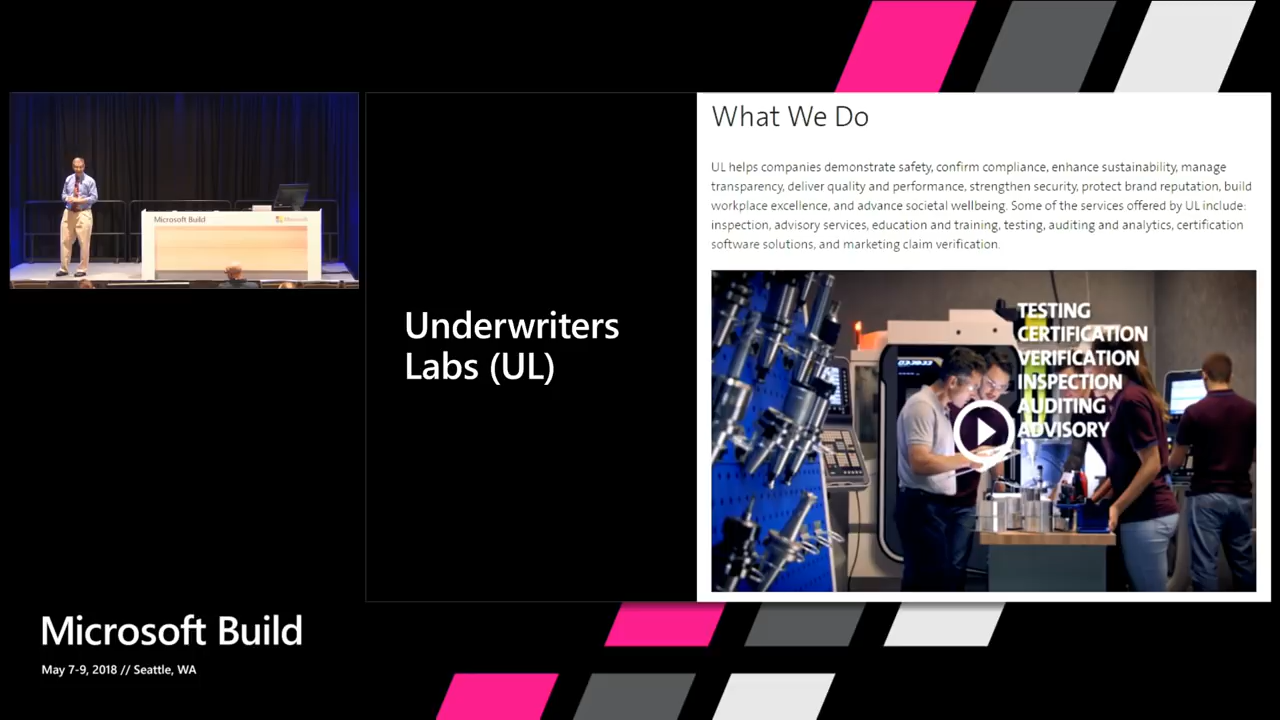 Microsoft Build
Microsoft
Underwriters
Labs (UL)
What We Do
UL helps companies demonstrate safety, confirm compliance, enhance sustainability, manage
transparency, deliver quality and performance, strengthen security, protect brand reputation, build
workplace excellence, and advance societal wellbeing. Some of the services offered by UL include:
inspection, advisory services, education and training, testing, auditing and analytics, certification
software solutions, and marketing claim verification.
TESTING
CERTIFICATION
VERIFICATION
INSPECTION
AUDITING
ADVISORY
Microsoft Build
May 7-9, 2018 // Seattle, WA